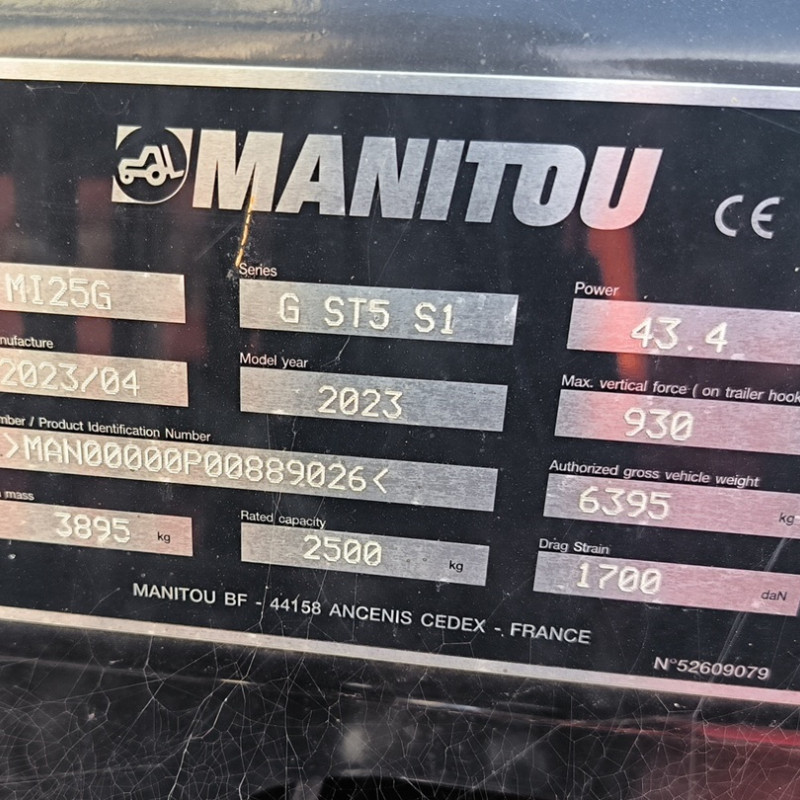 MANITOU CE
Series Power
MI25G G ST5 S1 43.4
nufacture Model year Max. vertical force ( on trailer hook
2023/04 2023 930
mber / Product Identification Number Authorized gross vehicle weight
>MAN00000P00889026< 6395 kg
mass Rated capacity Drag Strain
3895 kg 2500 kg 1700 daN
MANITOU BF - 44158 ANCENIS CEDEX - FRANCE
N°52609079